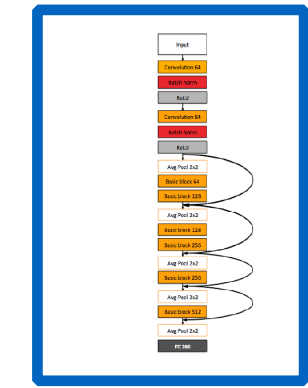 Input
Convolution 64
Batch Norm
ReLU
Convolution 64
Batch Norm
ReLU
Avg Pool 2x2
Basic block 64
Basic block 128
Avg Pool 2x2
Basic block 128
Basic block 256
Avg Pool 2x2
Basic block 256
Avg Pool 2x2
Basic block 512
Avg Pool 2x2
FC 200